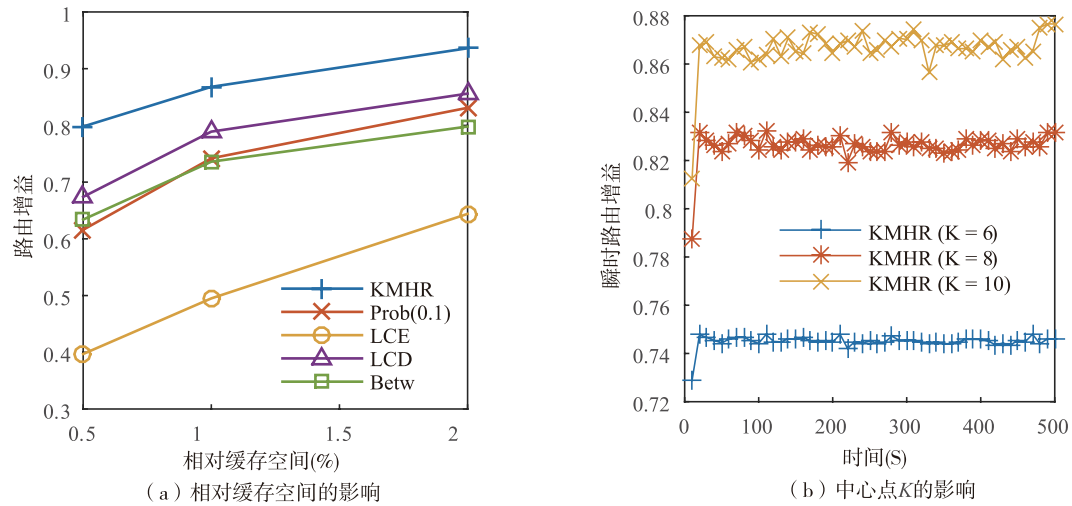 1
0.9
0.8
0.7
0.6
0.5
0.4
0.3
路由增益
KMHR
Prob(0.1)
LCE
LCD
Betw
0.5
1
1.5
2
相对缓存空间(%)
（a）相对缓存空间的影响
0.88
0.86
0.84
0.82
0.8
0.78
0.76
0.74
0.72
瞬时路由增益
KMHR (K = 6)
KMHR (K = 8)
KMHR (K = 10)
0
100
200
300
400
500
时间(S)
（b）中心点K的影响